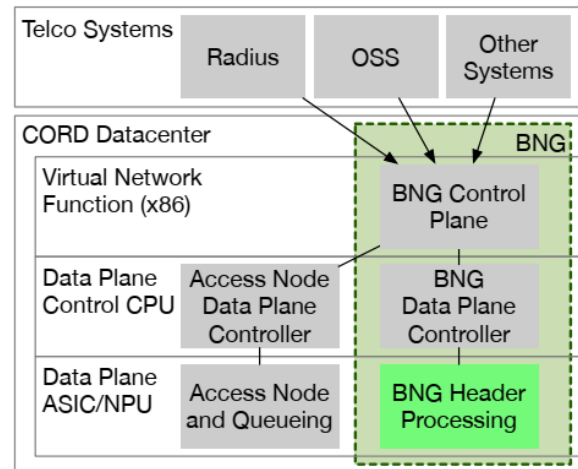 Telco Systems
Radius
OSS
Other
Systems
CORD Datacenter
BNG
Virtual Network
Function (x86)
BNG Control
Plane
Data Plane
Control CPU
Access Node
Data Plane
Controller
BNG
Data Plane
Controller
Data Plane
ASIC/NPU
Access Node
and Queueing
BNG Header
Processing